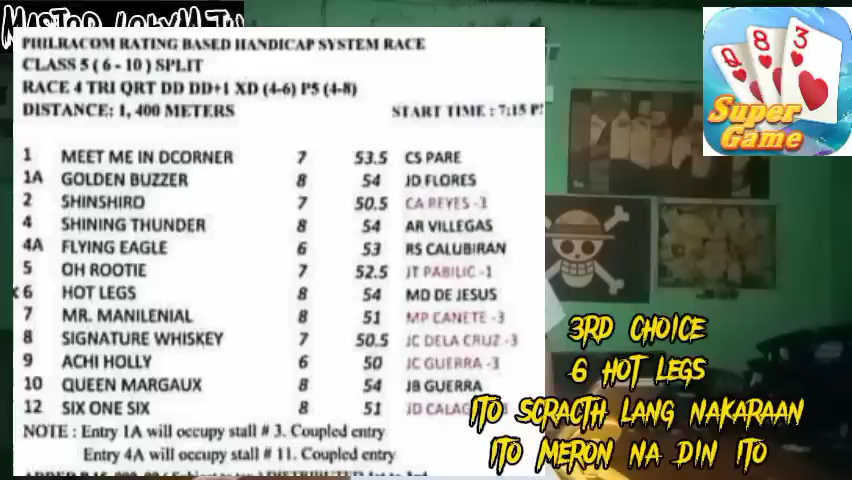 PHILRACOM RATING BASED HANDICAP SYSTEM RACE
CLASS 5 ( 6 - 10 ) SPLIT
RACE 4 TRI QRT DD DD+1 XD (4-6) P5 (4-8)
DISTANCE: 1, 400 METERS START TIME : 7:15
1 MEET ME IN DCORNER 7 53.5 CS PARE
1A GOLDEN BUZZER 8 54 JD FLORES
2 SHINSHIRO 7 50.5 CA REYES -3
4 SHINING THUNDER 8 54 AR VILLEGAS
4A FLYING EAGLE 6 53 RS CALUBIRAN
5 OH ROOTIE 7 52.5 JT PABILIC -1
6 HOT LEGS 8 54 MD DE JESUS
7 MR. MANILENIAL 8 51 MP CANETE -3
8 SIGNATURE WHISKEY 7 50.5 JC DELA CRUZ -3
9 ACHI HOLLY 6 50 JC GUERRA -3
10 QUEEN MARGAUX 8 54 JB GUERRA
12 SIX ONE SIX 8 51 JD
NOTE : Entry 1A will occupy stall # 3. Coupled entry
Entry 4A will occupy stall # 11. Coupled entry
Q 8 3
Super
Game
3RD CHOICE
6 HOT LEGS
ITO SCRACTH LANG NAKARAAN
ITO MERON NA DIN ITO